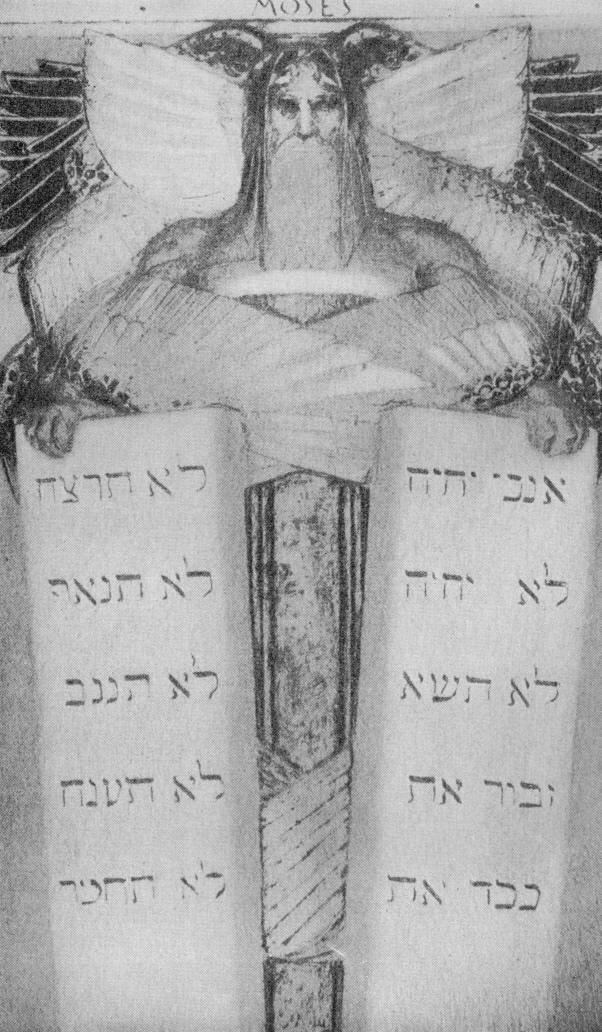 MOSES
אנכי יהיה
לא יהיה
לא תשא
זכור את
כבד את
לא תרצח
לא תנאף
לא תגנב
לא תענה
לא תחמד